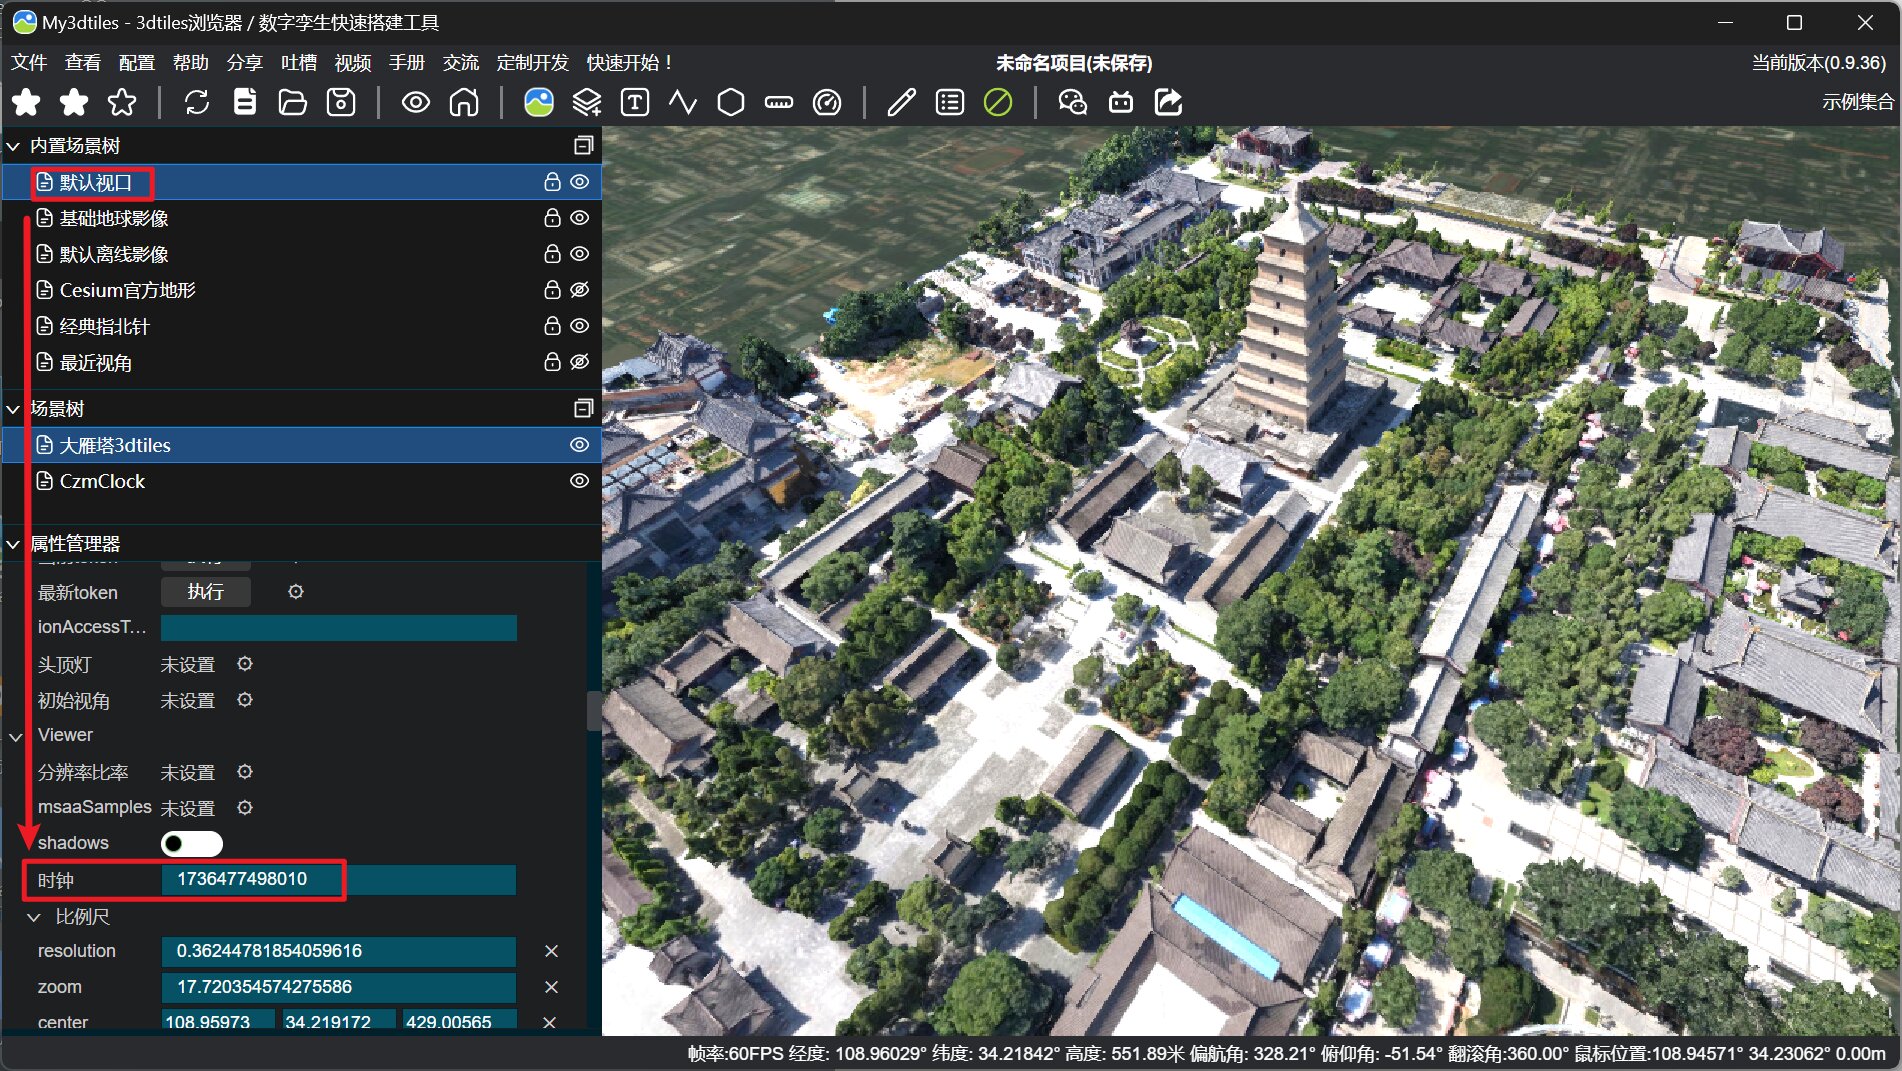 My3dtiles - 3dtiles浏览器 / 数字孪生快速搭建工具
文件 查看 配置 帮助 分享 吐槽 视频 手册 交流 定制开发 快速开始！ 未命名项目(未保存) 当前版本(0.9.36)
示例集合
内置场景树
默认视口
基础地球影像
默认离线影像
Cesium官方地形
经典指北针
最近视角
场景树
大雁塔3dtiles
CzmClock
属性管理器
最新token 执行
ionAccessT...
头顶灯 未设置
初始视角 未设置
Viewer
分辨率比率 未设置
msaaSamples 未设置
shadows
时钟 1736477498010
比例尺
resolution 0.36244781854059616
zoom 17.720354574275586
center 108.95973 34.219172 429.00565
帧率:60FPS 经度: 108.96029° 纬度: 34.21842° 高度: 551.89米 偏航角: 328.21° 俯仰角: -51.54° 翻滚角:360.00° 鼠标位置:108.94571° 34.23062° 0.00m